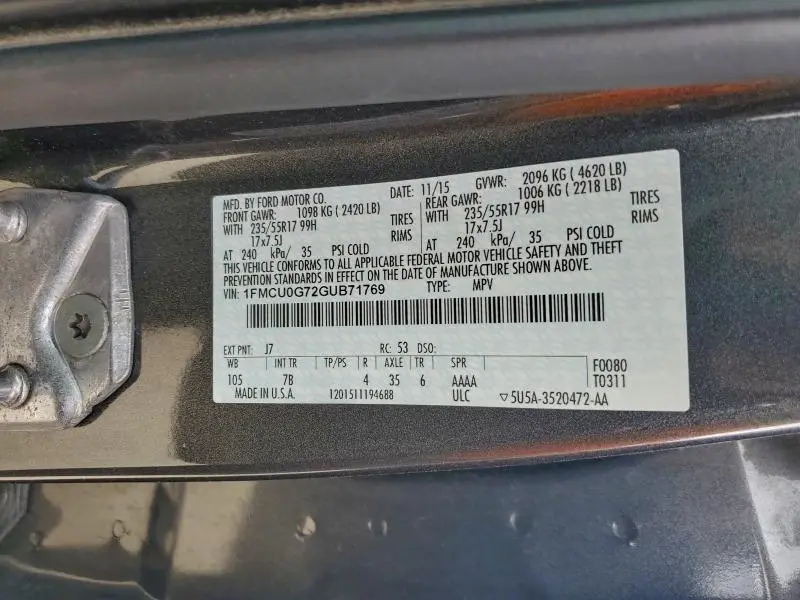 MFD. BY FORD MOTOR CO.
DATE: 11/15 GVWR: 2096 KG ( 4620 LB)
FRONT GAWR: 1098 KG ( 2420 LB)
WITH 235/55R17 99H TIRES
17x7.5J RIMS
AT 240 kPa/ 35 PSI COLD
REAR GAWR: 1006 KG ( 2218 LB)
WITH 235/55R17 99H TIRES
17x7.5J RIMS
AT 240 kPa/ 35 PSI COLD
THIS VEHICLE CONFORMS TO ALL APPLICABLE FEDERAL MOTOR VEHICLE SAFETY AND THEFT
PREVENTION STANDARDS IN EFFECT ON THE DATE OF MANUFACTURE SHOWN ABOVE.
VIN: 1FMCU0G72GUB71769 TYPE: MPV
EXT PNT: J7 RC: 53 DSO:
WB INT TR TP/PS R AXLE TR SPR
105 7B 4 35 6 AAAA
F0080
T0311
MADE IN U.S.A. 1201511194688 ULC ▽5U5A-3520472-AA